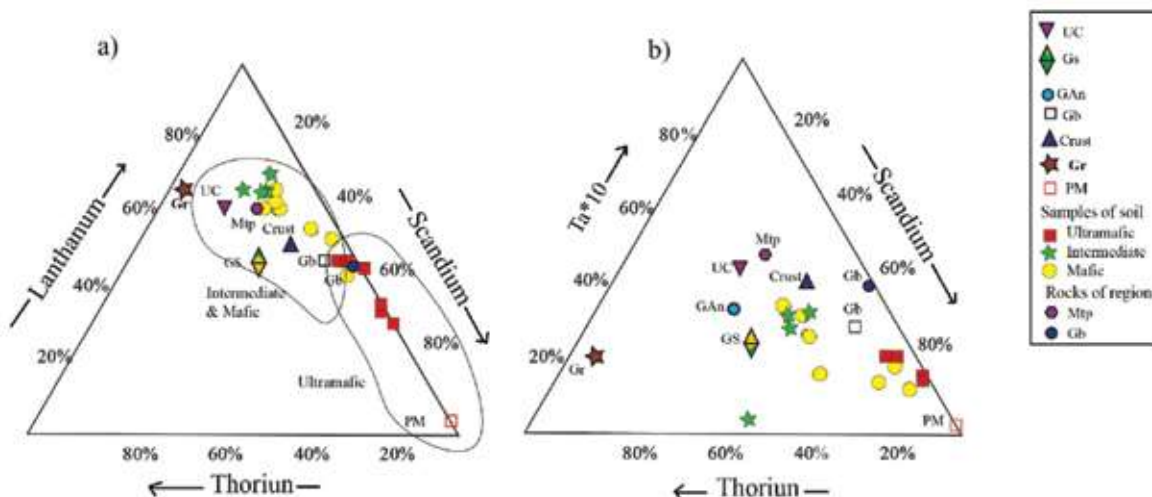 a)
20%
80%
UC
40%
Gr
60%
Mtp
Crust
Lanthanum
Scandium
GS
Gb
60%
Gb
40%
Intermediate
& Mafic
20%
80%
Ultramafic
PM
80%
60%
40%
20%
Thoriun
b)
20%
80%
Ta*10
40%
60%
Mtp
Scandium
UC
Crust
60%
Gb
40%
GAn
Gb
GS
20%
80%
Gr
PM
80%
60%
40%
20%
Thoriun
UC
Gs
GAn
Gb
Crust
Gr
PM
Samples of soil
Ultramafic
Intermediate
Mafic
Rocks of region
Mtp
Gb